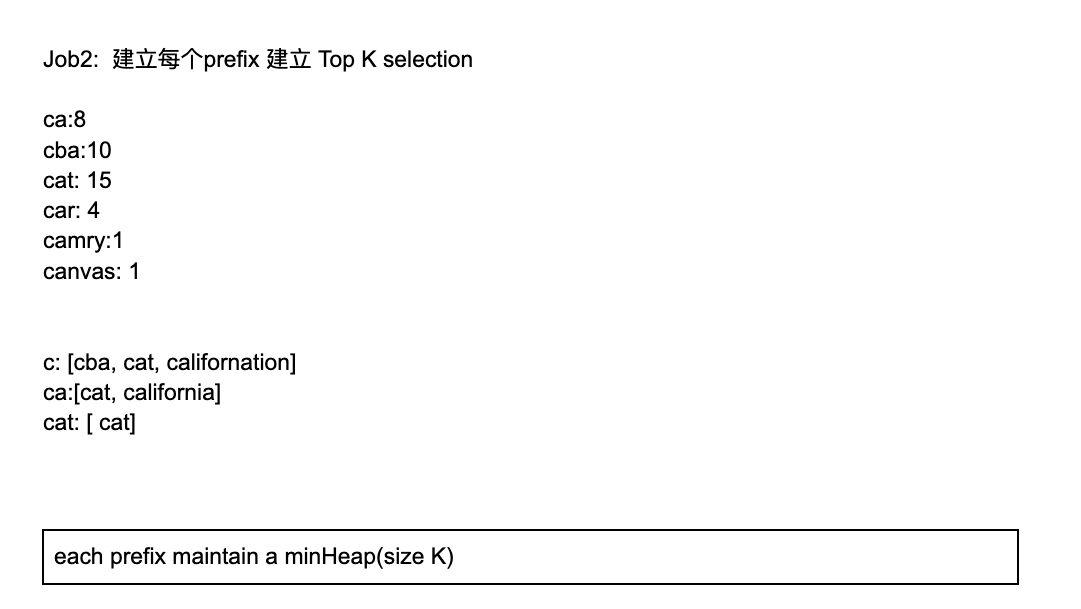 Job2:  建立每个prefix 建立 Top K selection
ca:8
cba:10
cat: 15
car: 4
camry:1
canvas: 1
c: [cba, cat, californation]
ca:[cat, california]
cat: [ cat]
each prefix maintain a minHeap(size K)